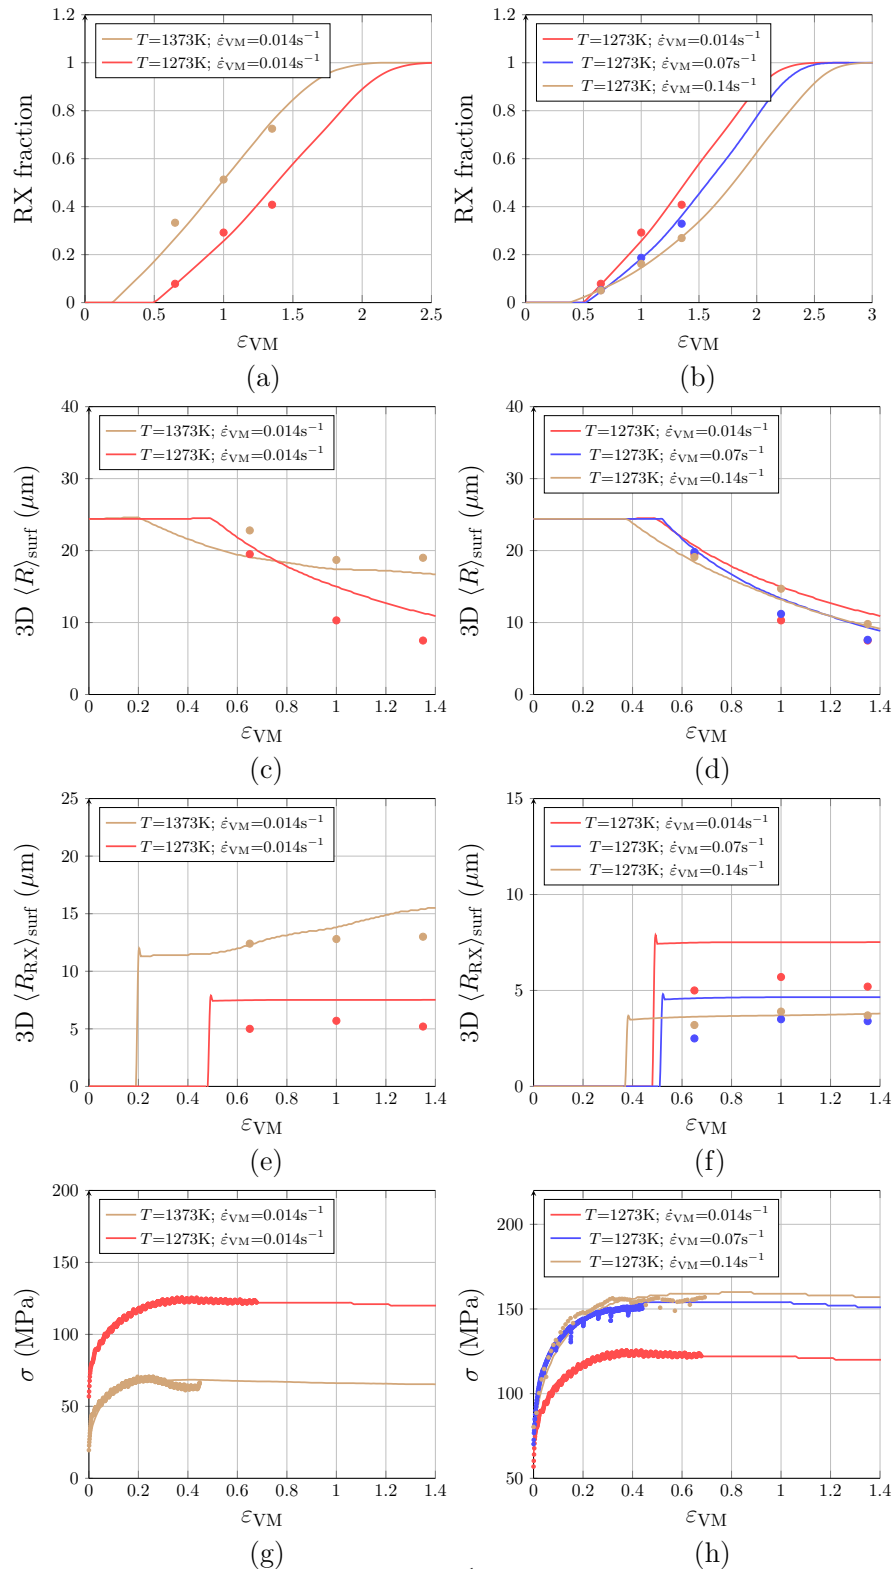 T=1373K; ε̇VM=0.014s⁻¹
T=1273K; ε̇VM=0.014s⁻¹
RX fraction
0 0.2 0.4 0.6 0.8 1 1.2
0 0.5 1 1.5 2 2.5
εVM
(a)
T=1273K; ε̇VM=0.014s⁻¹
T=1273K; ε̇VM=0.07s⁻¹
T=1273K; ε̇VM=0.14s⁻¹
RX fraction
0 0.2 0.4 0.6 0.8 1 1.2
0 0.5 1 1.5 2 2.5 3
εVM
(b)
T=1373K; ε̇VM=0.014s⁻¹
T=1273K; ε̇VM=0.014s⁻¹
3D ⟨R⟩surf (μm)
0 10 20 30 40
0 0.2 0.4 0.6 0.8 1 1.2 1.4
εVM
(c)
T=1273K; ε̇VM=0.014s⁻¹
T=1273K; ε̇VM=0.07s⁻¹
T=1273K; ε̇VM=0.14s⁻¹
3D ⟨R⟩surf (μm)
0 10 20 30 40
0 0.2 0.4 0.6 0.8 1 1.2 1.4
εVM
(d)
T=1373K; ε̇VM=0.014s⁻¹
T=1273K; ε̇VM=0.014s⁻¹
3D ⟨RRX⟩surf (μm)
0 5 10 15 20 25
0 0.2 0.4 0.6 0.8 1 1.2 1.4
εVM
(e)
T=1273K; ε̇VM=0.014s⁻¹
T=1273K; ε̇VM=0.07s⁻¹
T=1273K; ε̇VM=0.14s⁻¹
3D ⟨RRX⟩surf (μm)
0 5 10 15
0 0.2 0.4 0.6 0.8 1 1.2 1.4
εVM
(f)
T=1373K; ε̇VM=0.014s⁻¹
T=1273K; ε̇VM=0.014s⁻¹
σ (MPa)
0 50 100 150 200
0 0.2 0.4 0.6 0.8 1 1.2 1.4
εVM
(g)
T=1273K; ε̇VM=0.014s⁻¹
T=1273K; ε̇VM=0.07s⁻¹
T=1273K; ε̇VM=0.14s⁻¹
σ (MPa)
50 100 150 200
0 0.2 0.4 0.6 0.8 1 1.2 1.4
εVM
(h)